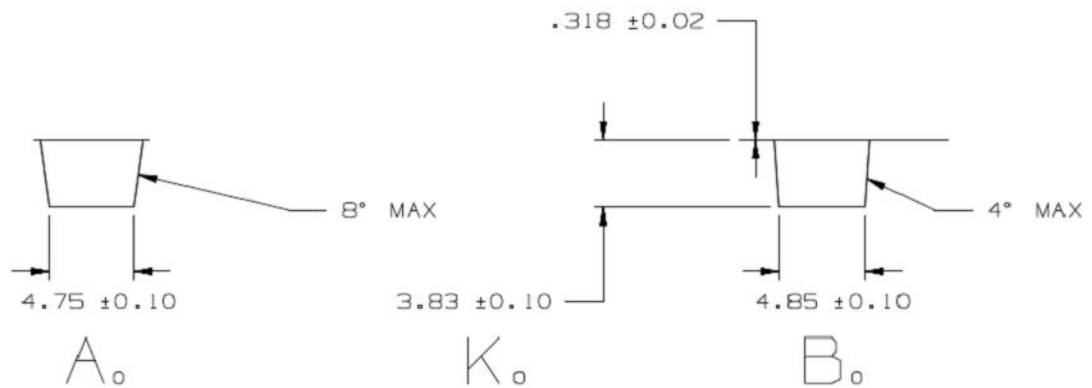 .318 ±0.02
8° MAX
4° MAX
4.75 ±0.10
3.83 ±0.10
4.85 ±0.10
A₀
K₀
B₀